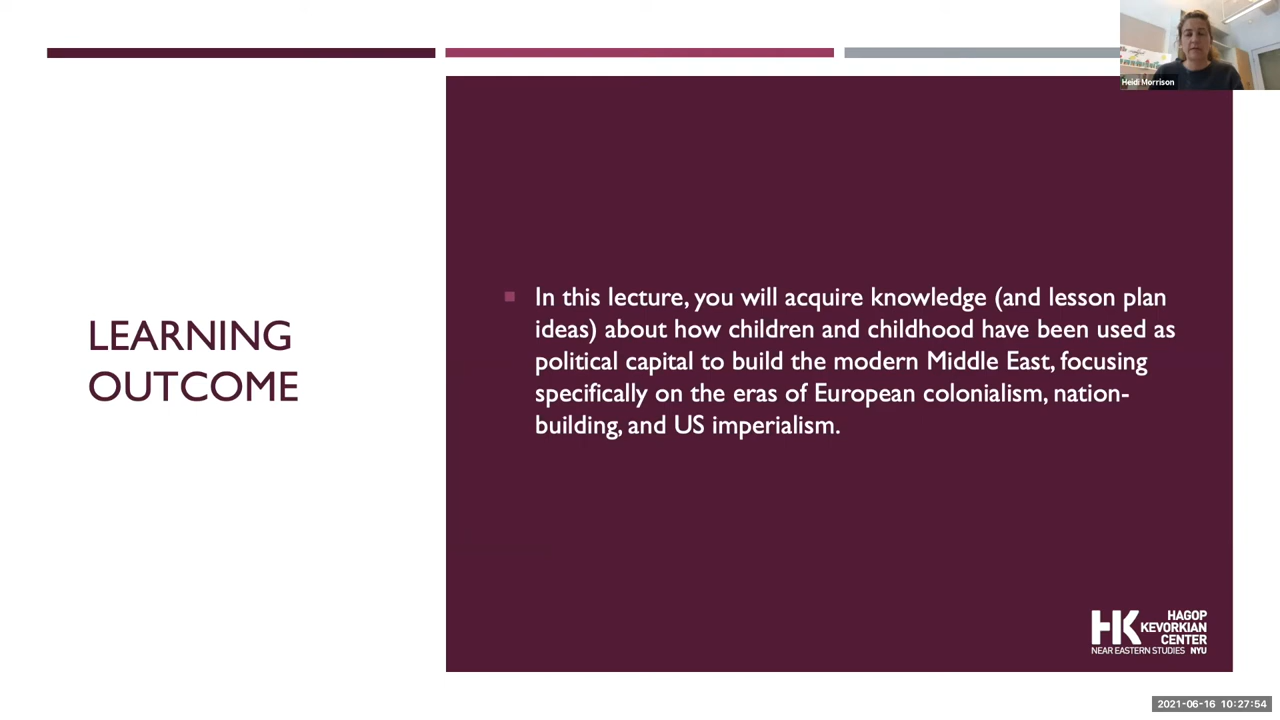 Heidi Morrison
LEARNING
OUTCOME
In this lecture, you will acquire knowledge (and lesson plan
ideas) about how children and childhood have been used as
political capital to build the modern Middle East, focusing
specifically on the eras of European colonialism, nation-
building, and US imperialism.
HK
HAGOP
KEVORKIAN
CENTER
NEAR EASTERN STUDIES NYU
2021-06-16 10:27:54